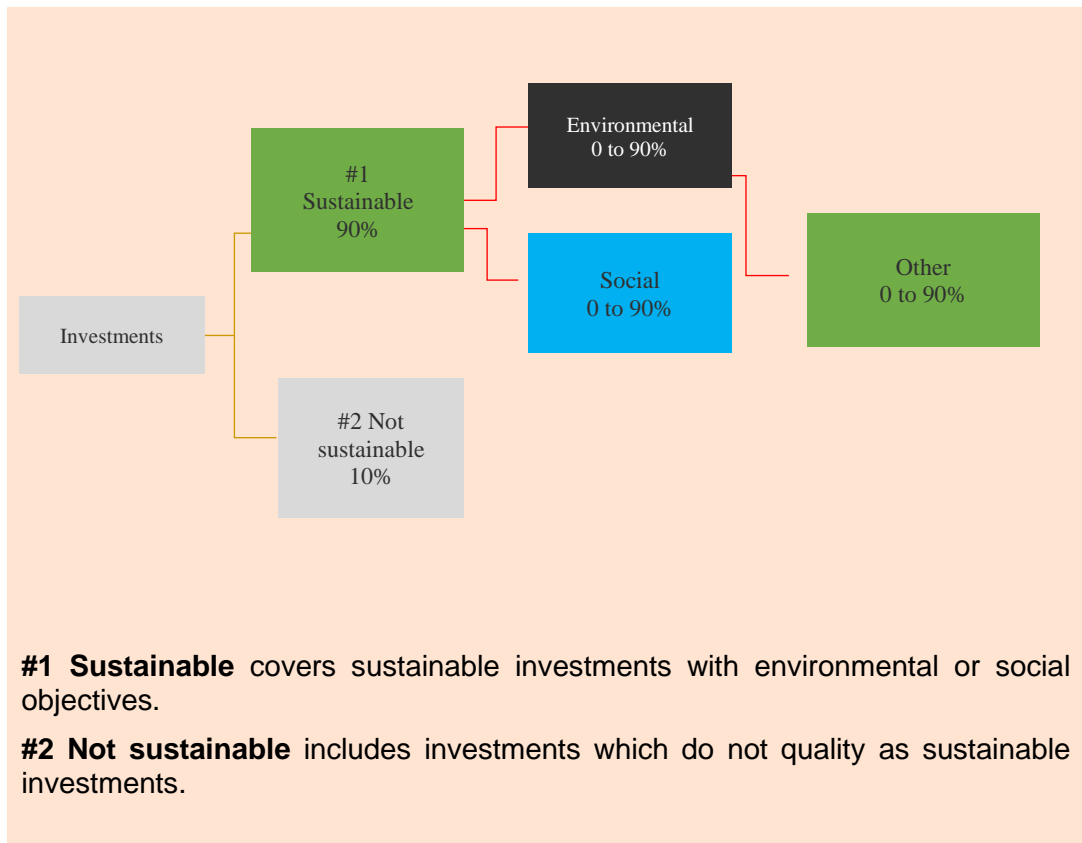 Environmental
0 to 90%
#1
Sustainable
90%
Other
0 to 90%
Social
0 to 90%
Investments
#2 Not
sustainable
10%
#1 Sustainable covers sustainable investments with environmental or social
objectives.
#2 Not sustainable includes investments which do not quality as sustainable
investments.